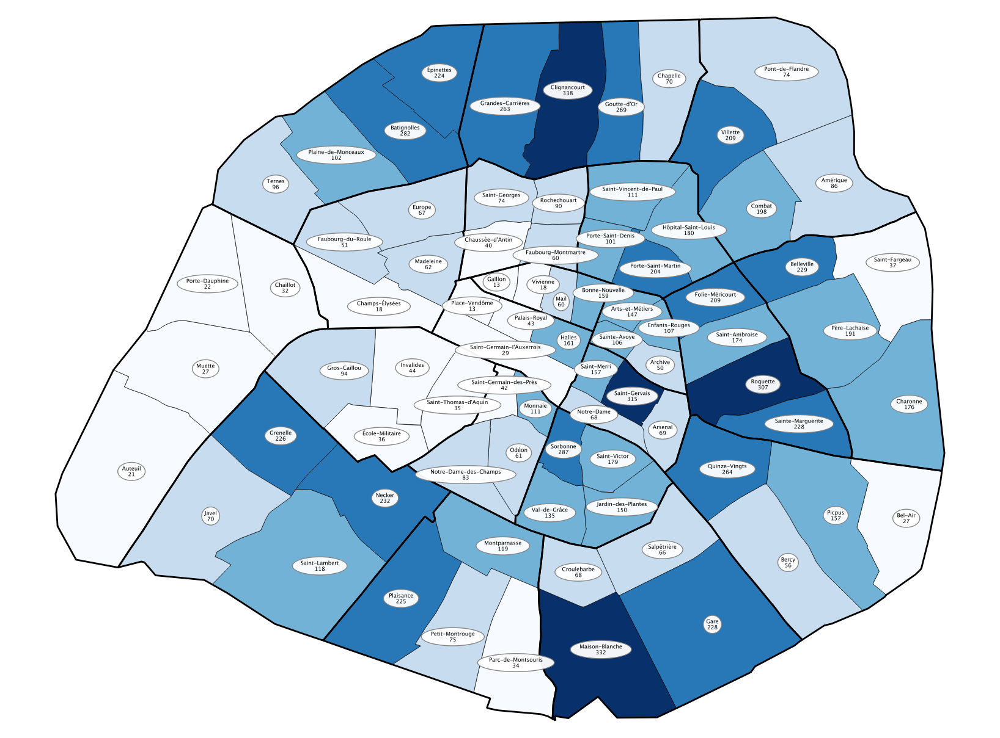 Épinettes
224
Pont-de-Flandre
74
Chapelle
70
Clignancourt
338
Grandes-Carrières
263
Goutte-d'Or
269
Batignolles
282
Villette
209
Plaine-de-Monceaux
102
Ternes
96
Amérique
86
Saint-Vincent-de-Paul
111
Saint-Georges
74
Rochechouart
90
Europe
67
Combat
198
Hôpital-Saint-Louis
180
Porte-Saint-Denis
101
Faubourg-du-Roule
51
Chaussée-d'Antin
40
Faubourg-Montmartre
60
Madeleine
62
Porte-Saint-Martin
204
Belleville
229
Saint-Fargeau
37
Porte-Dauphine
22
Chaillot
32
Gaillon
13
Vivienne
18
Bonne-Nouvelle
159
Folie-Méricourt
209
Mail
60
Champs-Élysées
18
Place-Vendôme
13
Arts-et-Métiers
147
Palais-Royal
43
Enfants-Rouges
107
Père-Lachaise
191
Saint-Ambroise
174
Halles
161
Sainte-Avoye
106
Saint-Germain-l'Auxerrois
29
Archive
50
Muette
27
Gros-Caillou
94
Invalides
44
Saint-Merri
157
Saint-Germain-des-Prés
42
Roquette
307
Saint-Gervais
315
Saint-Thomas-d'Aquin
35
Monnaie
111
Charonne
176
Notre-Dame
68
Sainte-Marguerite
228
Arsenal
69
Grenelle
226
École-Militaire
36
Odéon
61
Sorbonne
287
Saint-Victor
179
Auteuil
21
Notre-Dame-des-Champs
83
Quinze-Vingts
264
Necker
232
Jardin-des-Plantes
150
Val-de-Grâce
135
Javel
70
Picpus
157
Bel-Air
27
Montparnasse
119
Salpêtrière
66
Saint-Lambert
118
Bercy
56
Croulebarbe
68
Plaisance
225
Gare
228
Petit-Montrouge
75
Maison-Blanche
332
Parc-de-Montsouris
34